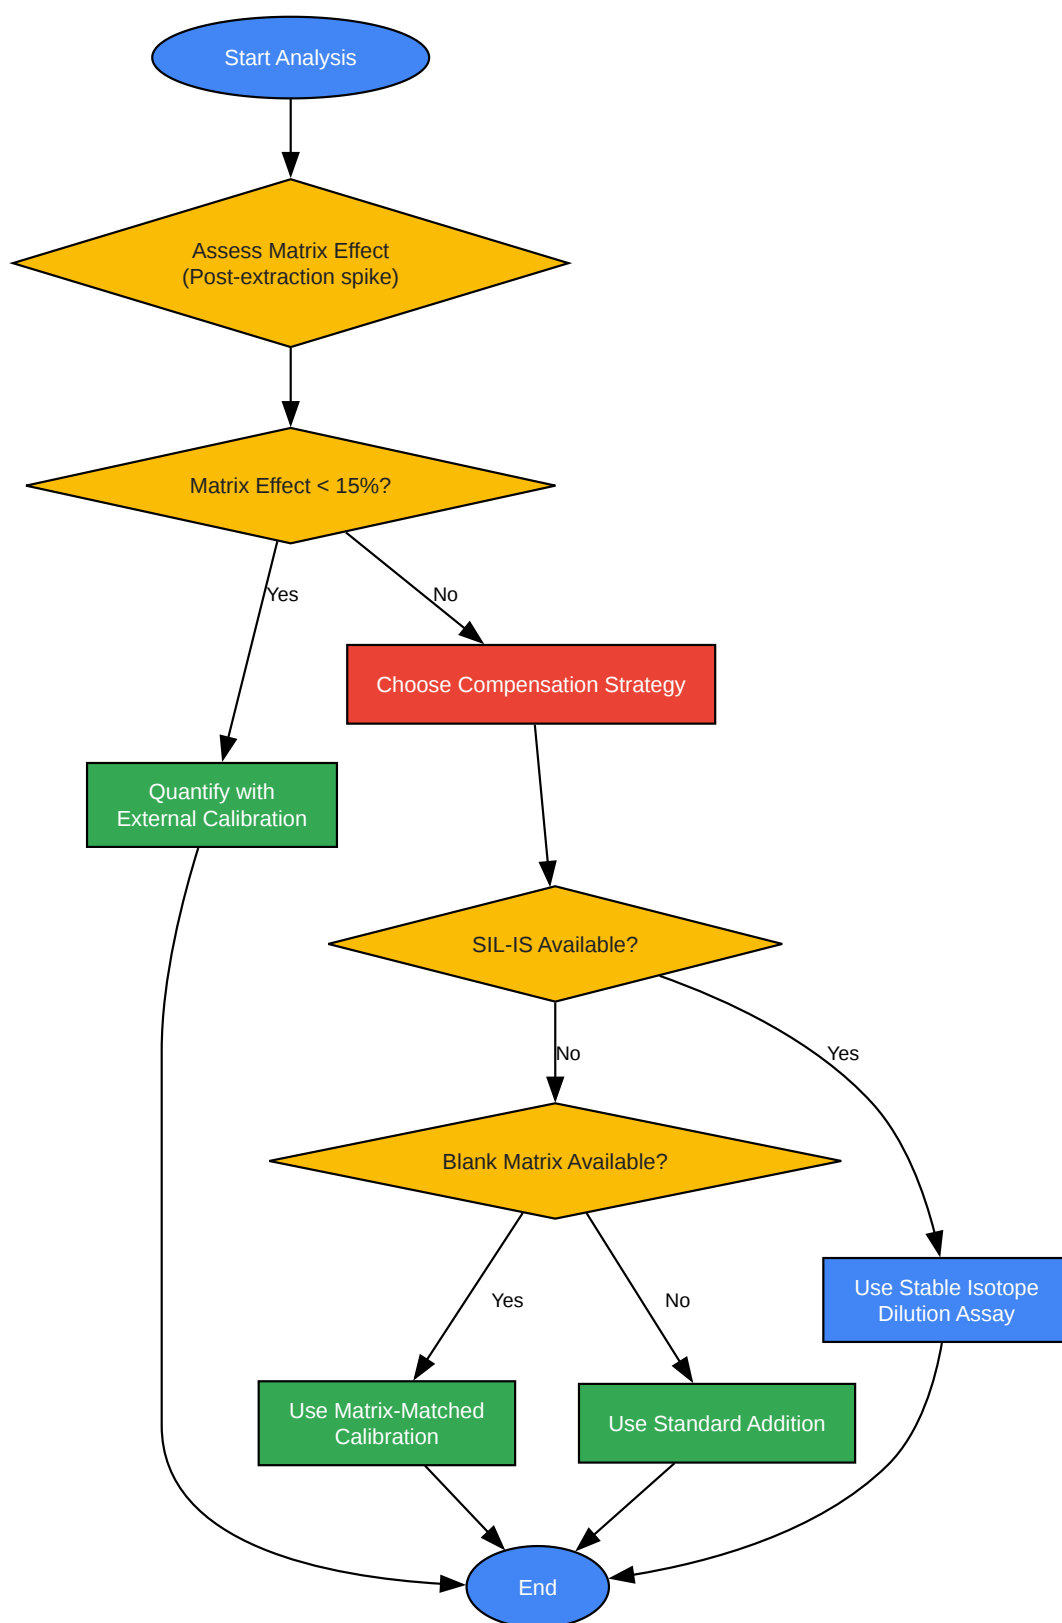 Start Analysis
Assess Matrix Effect
(Post-extraction spike)
Matrix Effect < 15%?
Yes
No
Choose Compensation Strategy
Quantify with
External Calibration
SIL-IS Available?
No
Yes
Blank Matrix Available?
Yes
No
Use Stable Isotope
Dilution Assay
Use Matrix-Matched
Calibration
Use Standard Addition
End